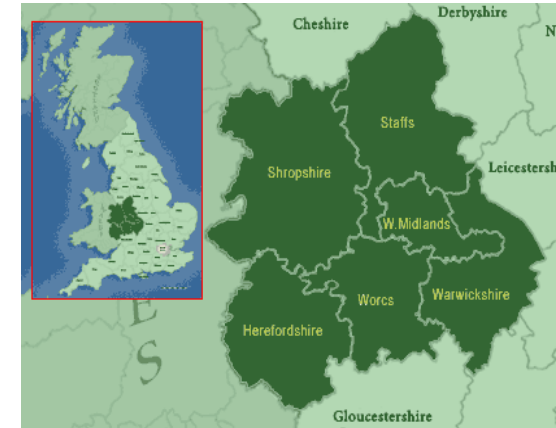 Derbyshire
Cheshire
N
Staffs
Shropshire
Leicestersh
W.Midlands
Worcs
Warwickshire
E
Herefordshire
S
Gloucestershire